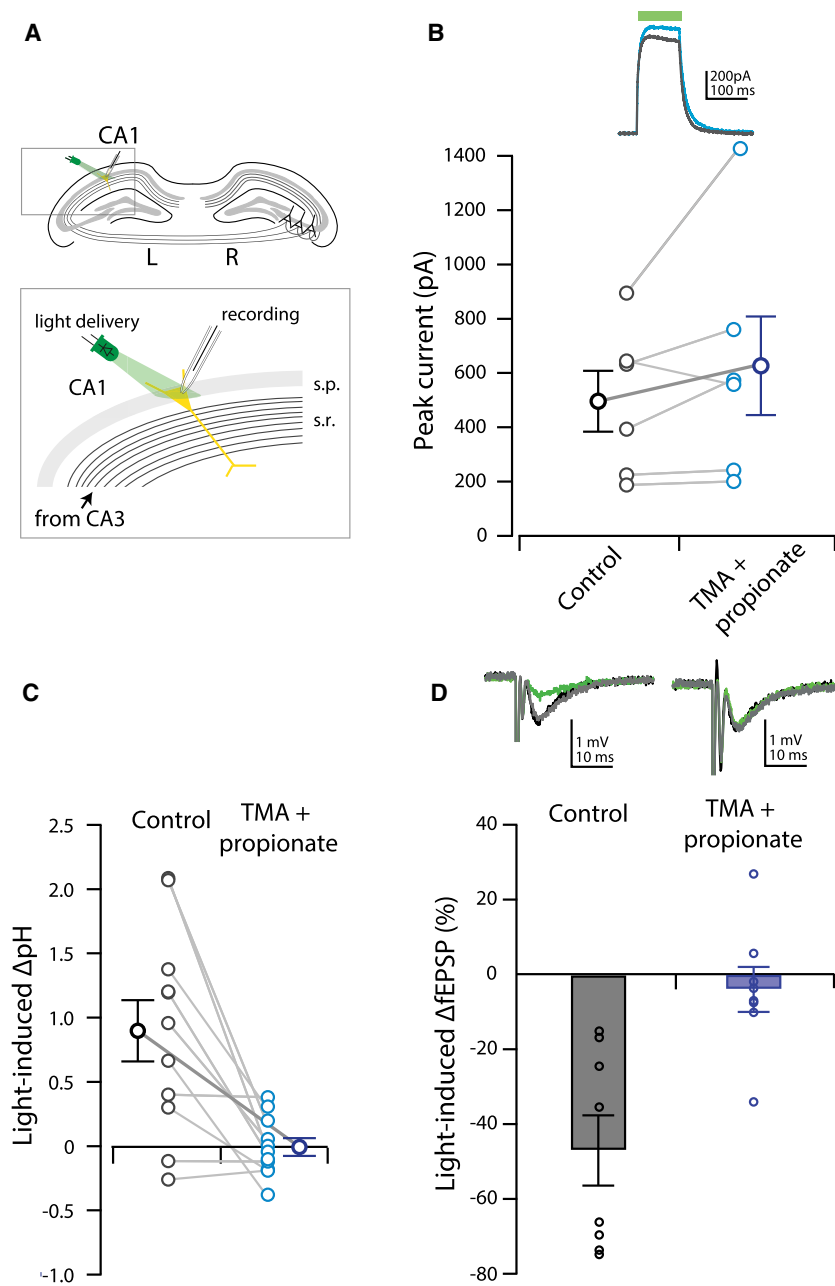 A
CA1
L
R
light delivery
recording
CA1
s.p.
s.r.
from CA3
B
200pA
100 ms
Peak current (pA)
1400
1200
1000
800
600
400
200
0
Control
TMA +
propionate
C
Control
TMA +
propionate
Light-induced ΔpH
2.5
2.0
1.5
1.0
0.5
0
-0.5
-1.0
D
1 mV
10 ms
1 mV
10 ms
Control
TMA +
propionate
Light-induced ΔfEPSP (%)
40
20
0
-20
-40
-60
-80